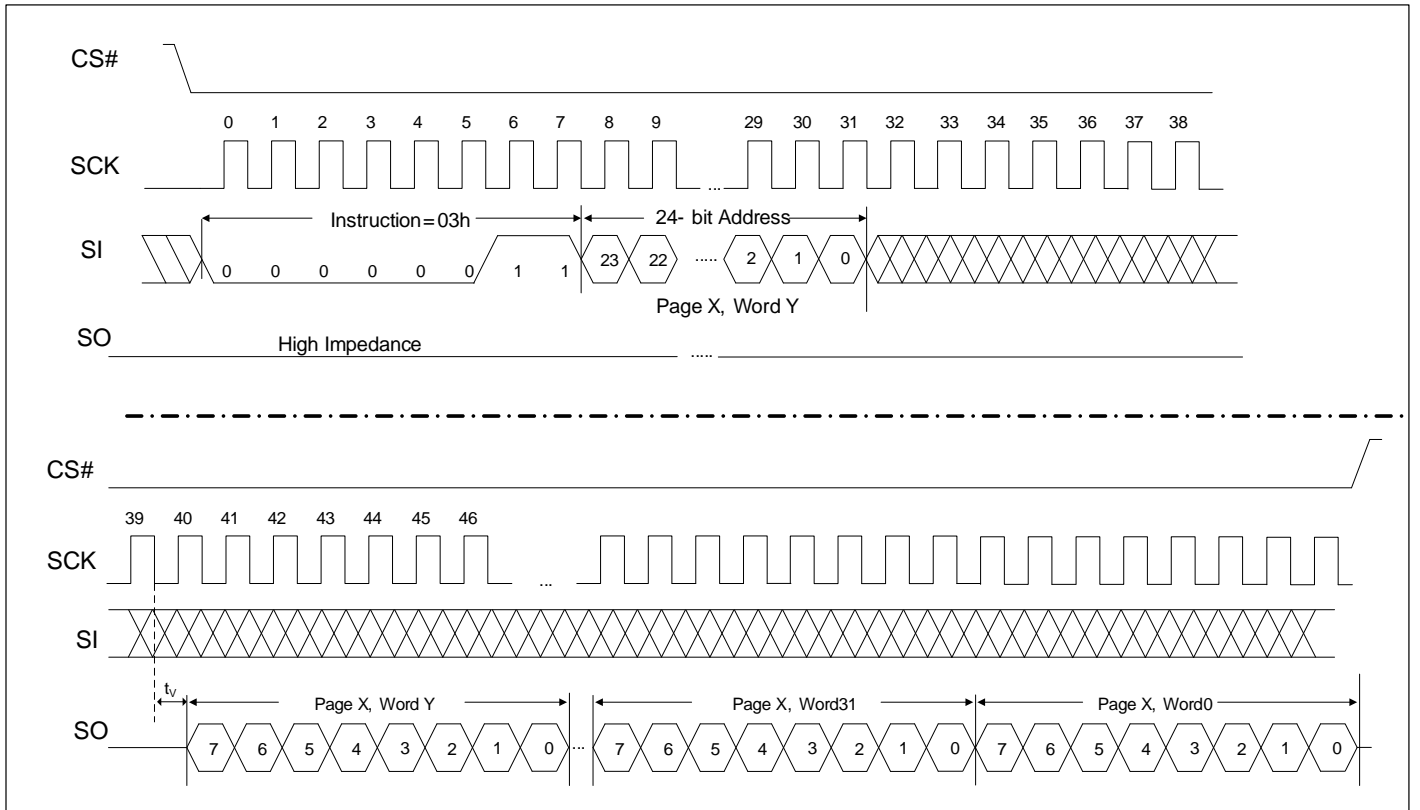 CS#
0 1 2 3 4 5 6 7 8 9 29 30 31 32 33 34 35 36 37 38
SCK
...
Instruction=03h 24- bit Address
SI
0 0 0 0 0 0 1 1 23 22 ..... 2 1 0
Page X, Word Y
SO
High Impedance .....
CS#
39 40 41 42 43 44 45 46
SCK
...
SI
tV
Page X, Word Y Page X, Word31 Page X, Word0
SO
7 6 5 4 3 2 1 0 ... 7 6 5 4 3 2 1 0 7 6 5 4 3 2 1 0